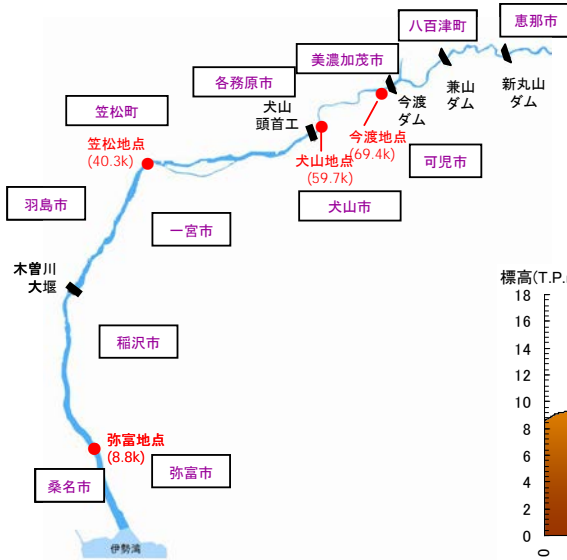 恵那市
八百津町
美濃加茂市
各務原市
犬山
頭首工
今渡
ダム
兼山
ダム
新丸山
ダム
笠松町
笠松地点
(40.3k)
犬山地点
(59.7k)
今渡地点
(69.4k)
可児市
犬山市
羽島市
一宮市
木曽川
大堰
稲沢市
弥富地点
(8.8k)
桑名市
弥富市
伊勢湾
標高(T.P.
18
16
14
12
10
8
6
4
2
0
0